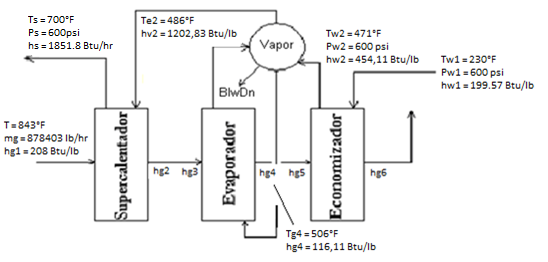 Ts = 700°F
Ps = 600psi
hs = 1851.8 Btu/hr
Te2 = 486°F
hv2 = 1202,83 Btu/lb
Vapor
BlwDn
Tw2 = 471°F
Pw2 = 600 psi
hw2 = 454,11 Btu/lb
Tw1 = 230°F
Pw1 = 600 psi
hw1 = 199.57 Btu/lb
T = 843°F
mg = 878403 lb/hr
hg1 = 208 Btu/lb
Supercalentador
hg2
hg3
Evaporador
hg4
hg5
Economizador
hg6
Tg4 = 506°F
hg4 = 116,11 Btu/lb